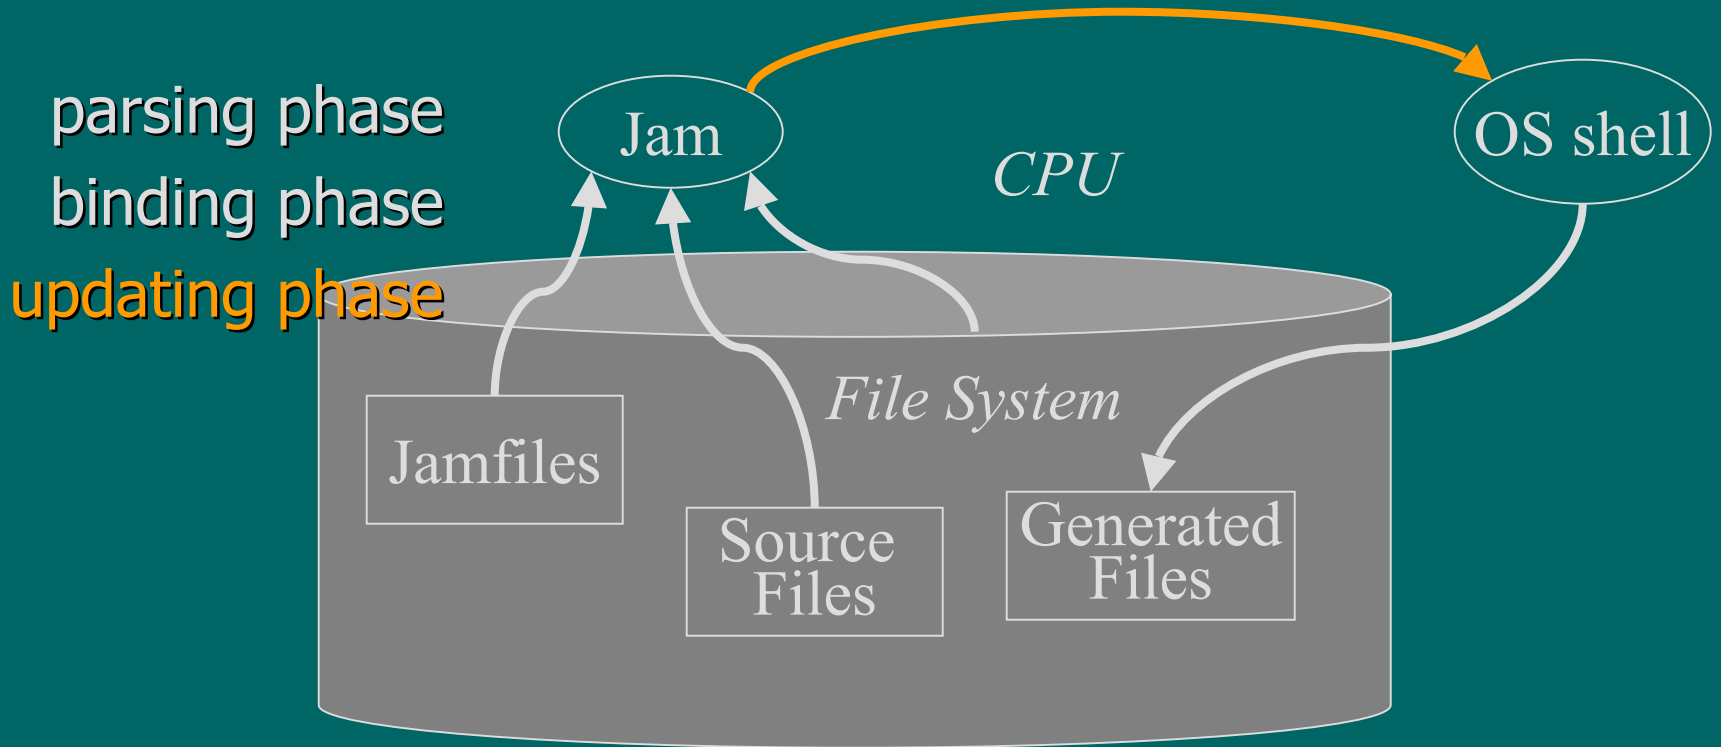 parsing phase
binding phase
updating phase
Jam
CPU
OS shell
File System
Jamfiles
Source
Files
Generated
Files